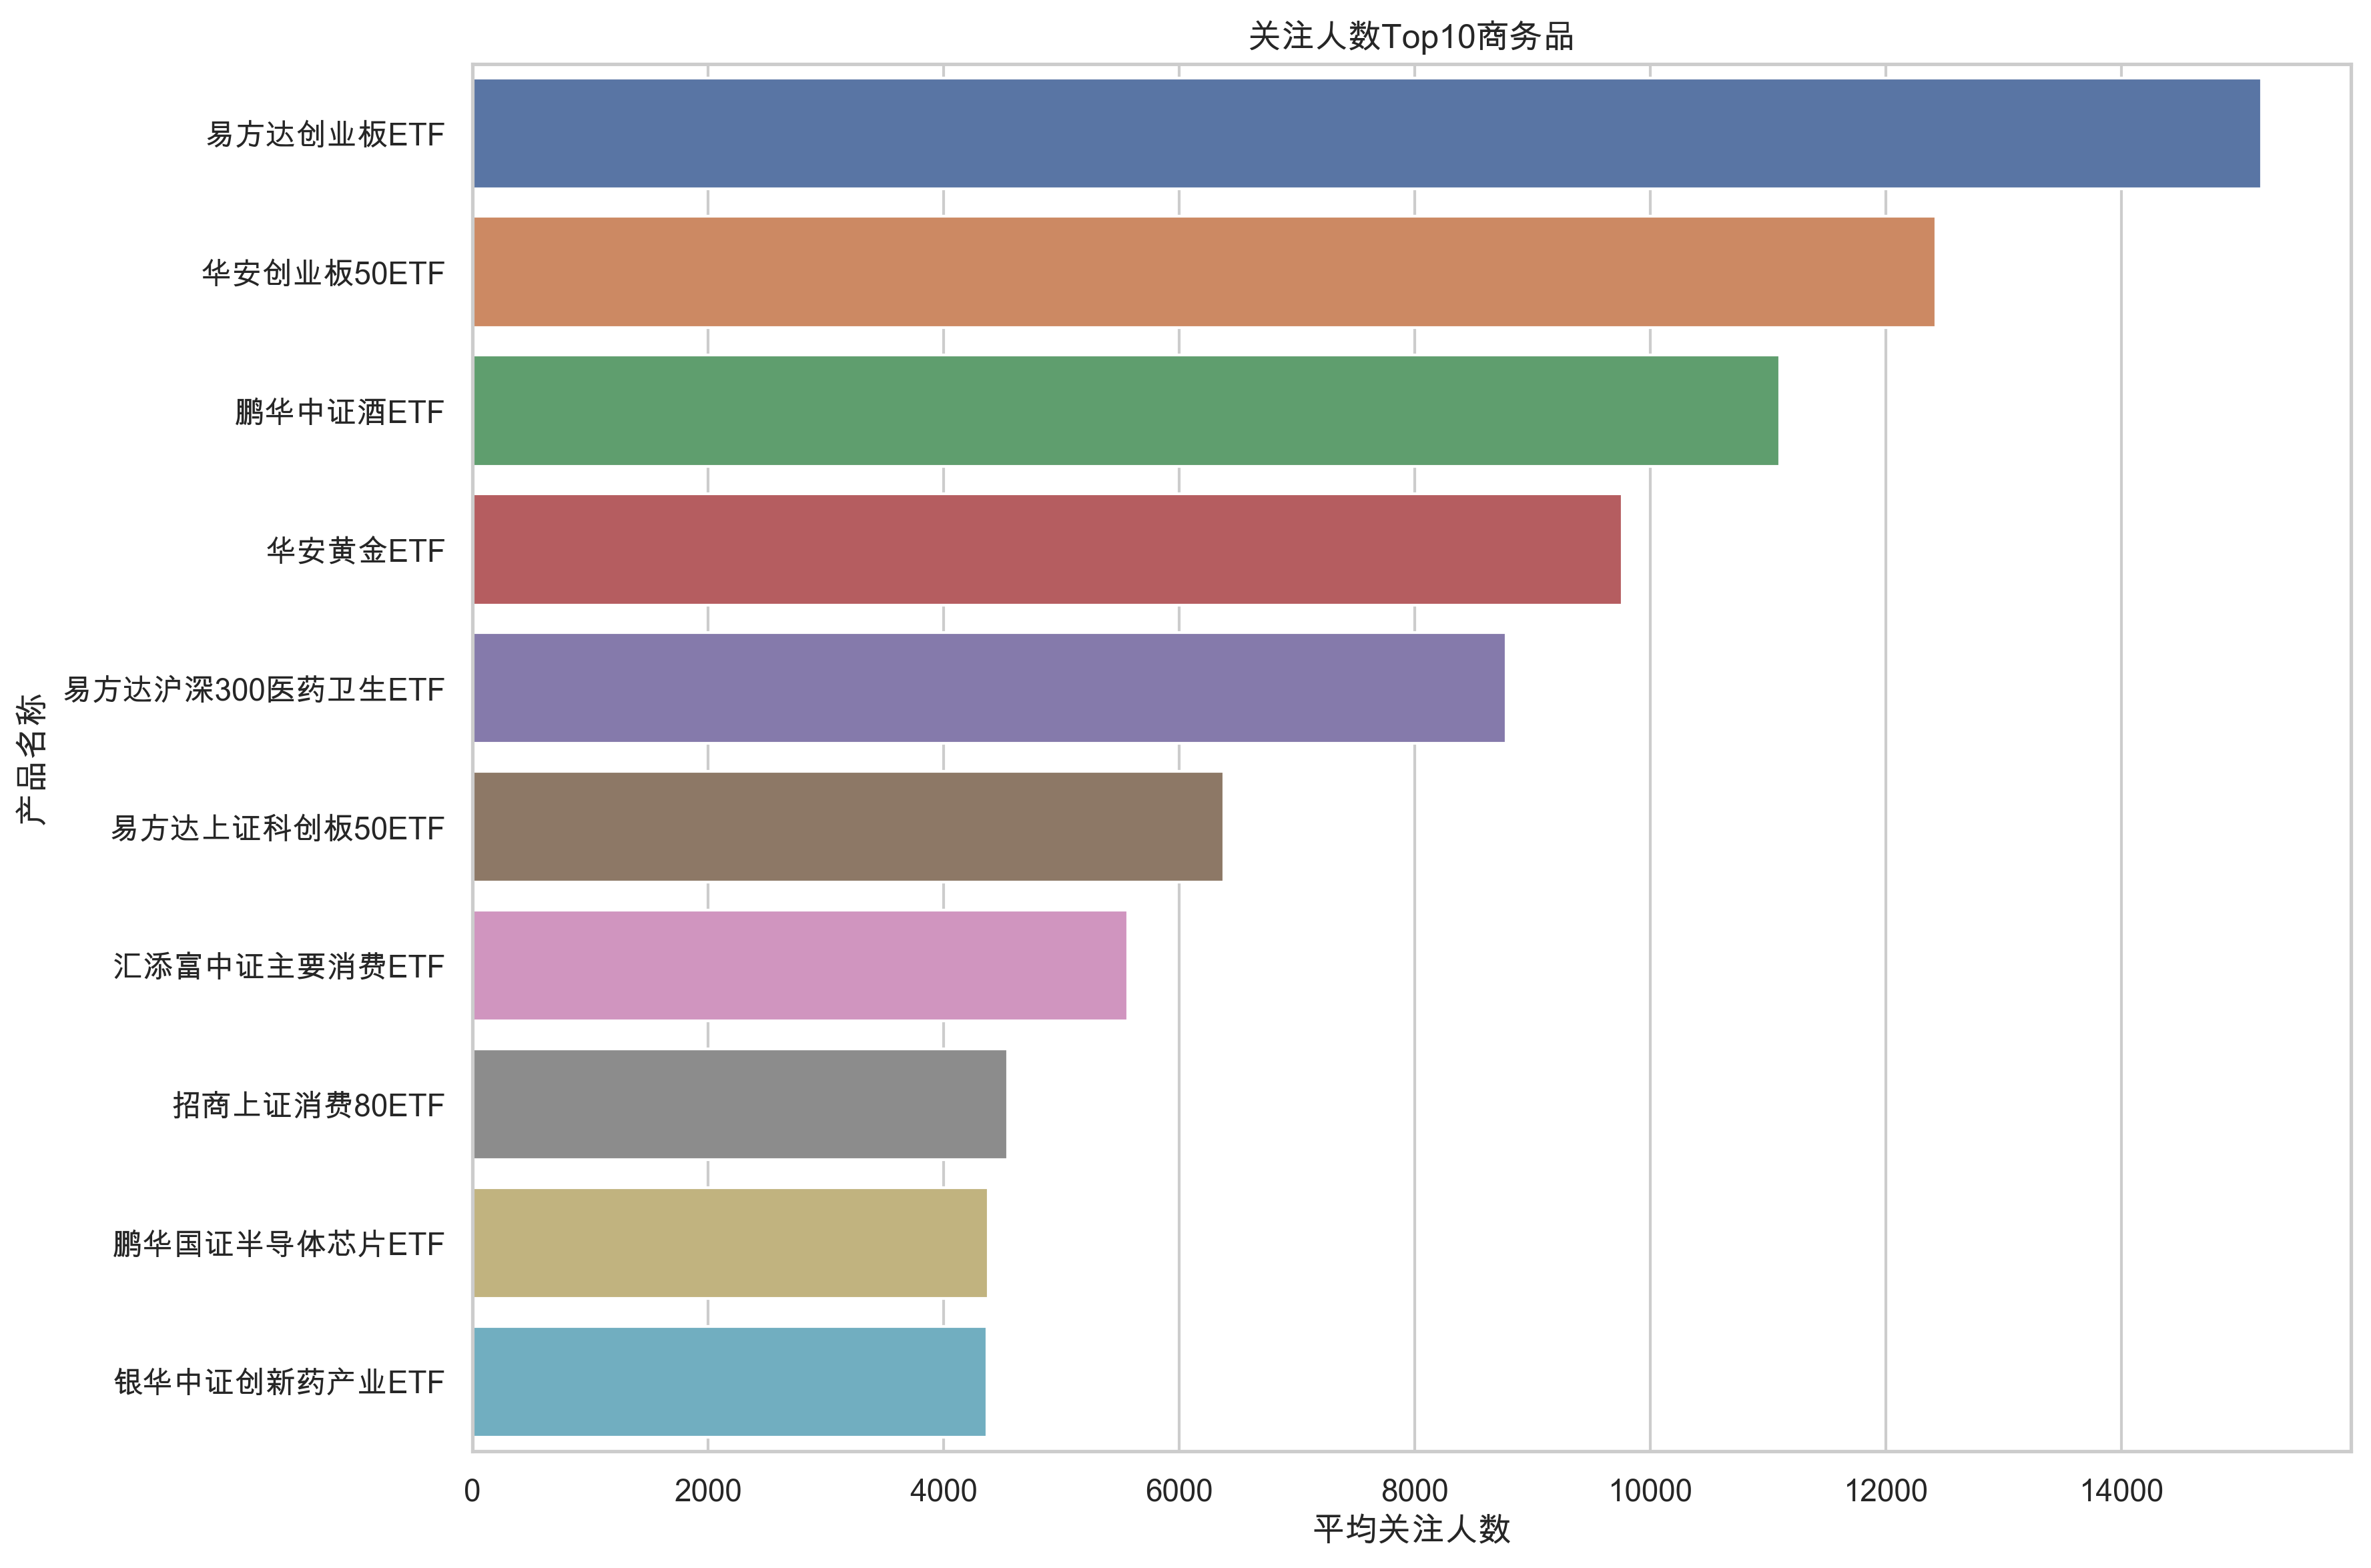 关注人数Top10商务品
易方达创业板ETF
华安创业板50ETF
鹏华中证酒ETF
华安黄金ETF
易方达沪深300医药卫生ETF
易方达上证科创板50ETF
汇添富中证主要消费ETF
招商上证消费80ETF
鹏华国证半导体芯片ETF
银华中证创新药产业ETF
产品名称
0 2000 4000 6000 8000 10000 12000 14000
平均关注人数